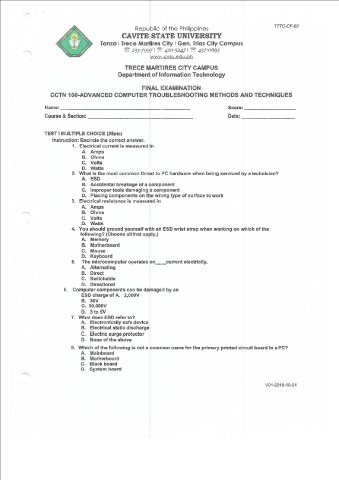 TTTC-QF-03
Republic of the Philippines
CAVITE STATE UNIVERSITY
Tanza | Trece Martires City | Gen. Trias City Campus
www.cvsu.edu.ph
TRECE MARTIRES CITY CAMPUS
Department of Information Technology
FINAL EXAMINATION
CCTN 100-ADVANCED COMPUTER TROUBLESHOOTING METHODS AND TECHNIQUES
Name: Score:
Course & Section: Date:
TEST I MULTIPLE CHOICE (25pts)
Instruction: Encircle the correct answer.
1. Electrical current is measured in
A. Amps
B. Ohms
C. Volts
D. Watts
2. What is the most common threat to PC hardware when being serviced by a technician?
A. ESD
B. Accidental breakage of a component
C. Improper tools damaging a component
D. Placing components on the wrong type of surface to work
3. Electrical resistance is measured in
A. Amps
B. Ohms
C. Volts
D. Watts
4. You should ground yourself with an ESD wrist strap when working on which of the
following? (Choose all that apply.)
A. Memory
B. Motherboard
C. Mouse
D. Keyboard
5. The microcomputer operates on____current electricity.
A. Alternating
B. Direct
C. Switchable
D. Directional
6. Computer components can be damaged by an
ESD charge of A. 2,000V
B. 30V
C. 30,000V
D. 3 to 5V
7. What does ESD refer to?
A. Electronically safe device
B. Electrical static discharge
C. Electric surge protector
D. None of the above
8. Which of the following is not a common name for the primary printed circuit board in a PC?
A. Mainboard
B. Motherboard
C. Black board
D. System board
V01-2018-10-01